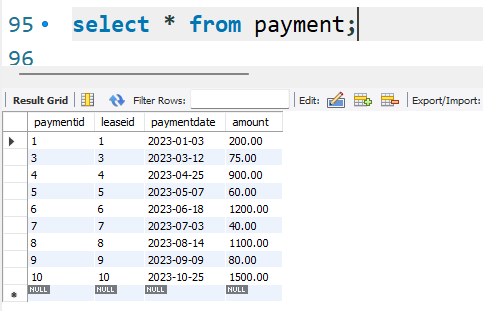 95 select * from payment;
96
Result Grid Filter Rows: Edit: Export/Import:
paymentid leaseid paymentdate amount
1 1 2023-01-03 200.00
3 3 2023-03-12 75.00
4 4 2023-04-25 900.00
5 5 2023-05-07 60.00
6 6 2023-06-18 1200.00
7 7 2023-07-03 40.00
8 8 2023-08-14 1100.00
9 9 2023-09-09 80.00
10 10 2023-10-25 1500.00
NULL NULL NULL NULL